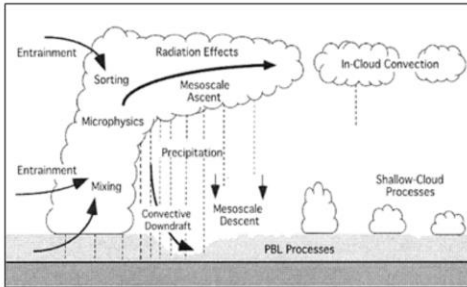 Entrainment
Radiation Effects
In-Cloud Convection
Sorting
Mesoscale
Ascent
Microphysics
Precipitation
Entrainment
Mixing
Shallow-Cloud
Processes
Convective
Downdraft
Mesoscale
Descent
PBL Processes